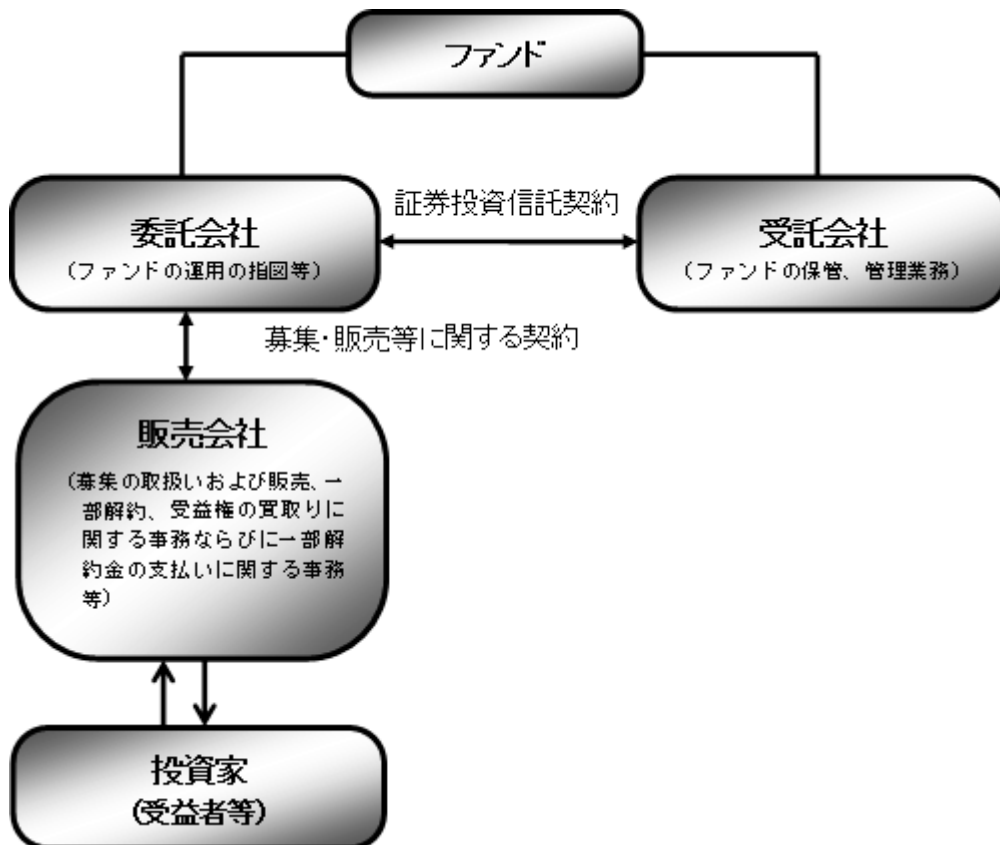 ファンド
委託会社
（ファンドの運用の指図等）
証券投資信託契約
受託会社
（ファンドの保管、管理業務）
募集・販売等に関する契約
販売会社
（募集の取扱いおよび販売、一
部解約、受益権の買取りに
関する事務ならびに一部解
約金の支払いに関する事務
等）
投資家
（受益者等）